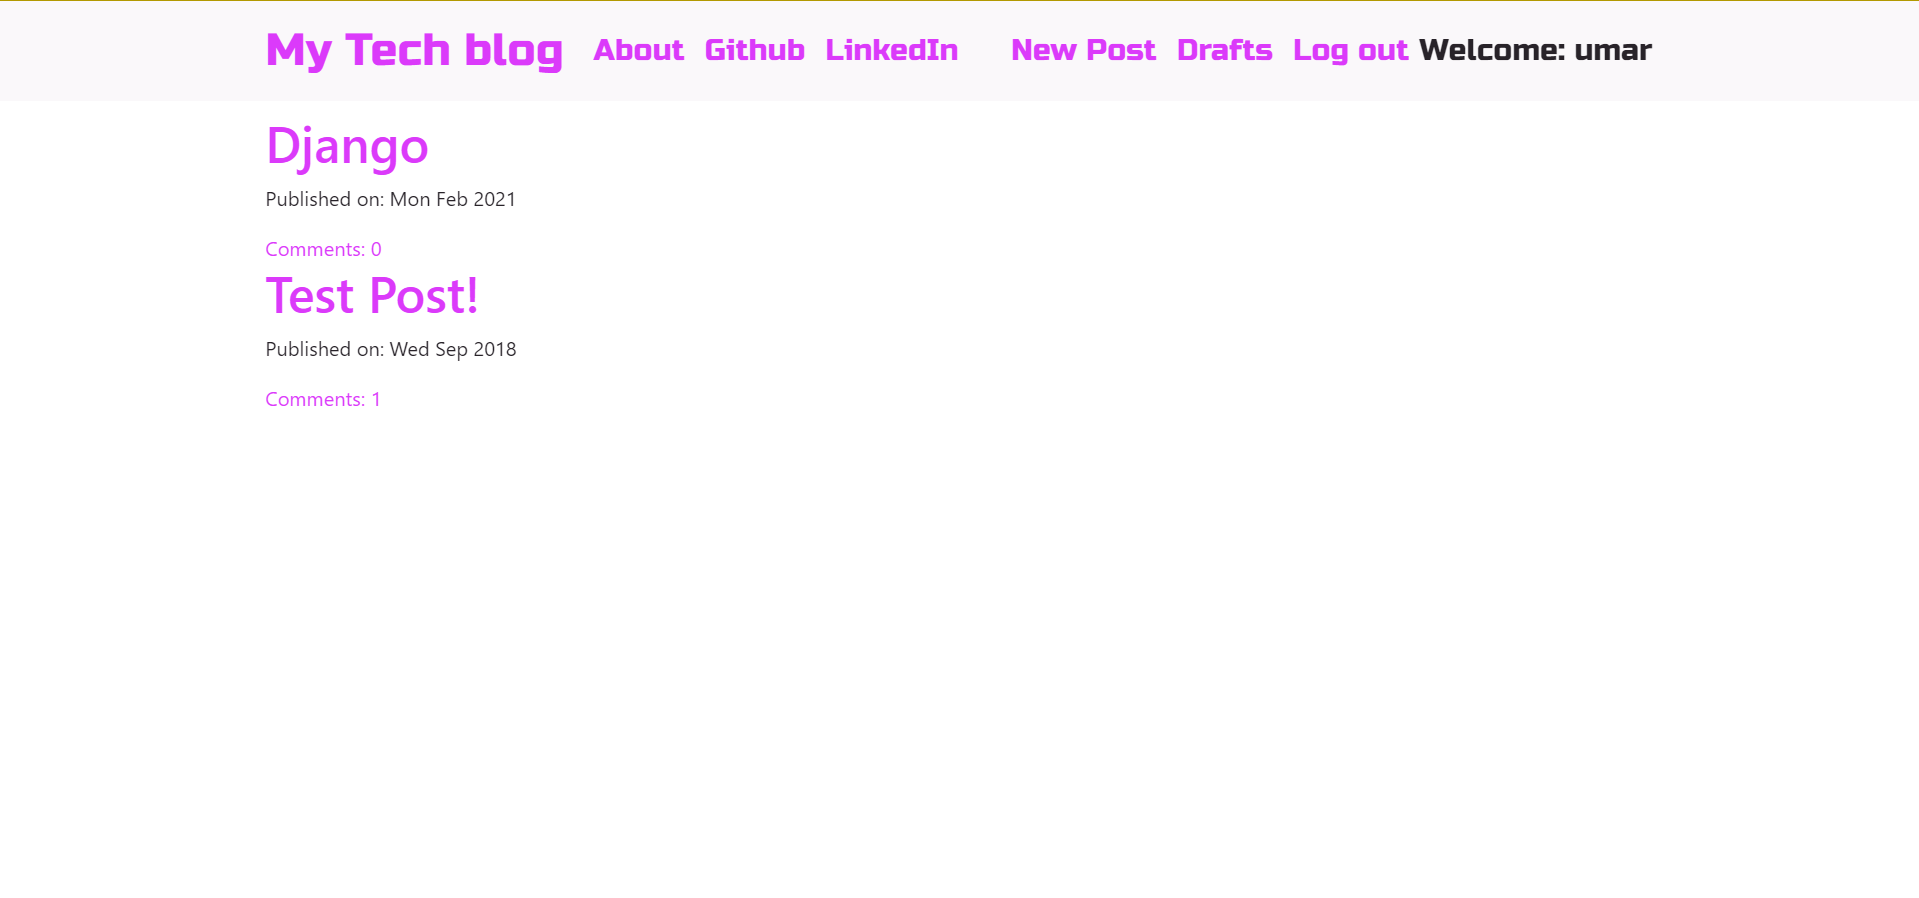 My Tech blog About Github LinkedIn New Post Drafts Log out Welcome: umar
Django
Published on: Mon Feb 2021
Comments: 0
Test Post!
Published on: Wed Sep 2018
Comments: 1